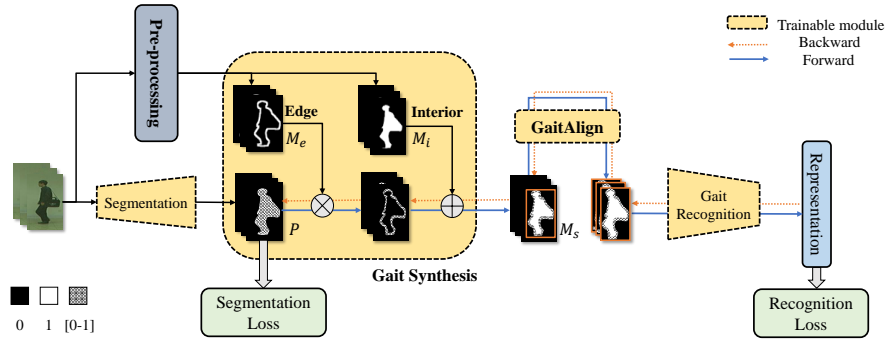 Trainable module
Backward
Forward
Pre-processing
Edge
M_e
Interior
M_i
GaitAlign
Segmentation
P
Gait Synthesis
M_s
Gait
Recognition
Representation
Segmentation
Loss
Recognition
Loss
0 1 [0-1]